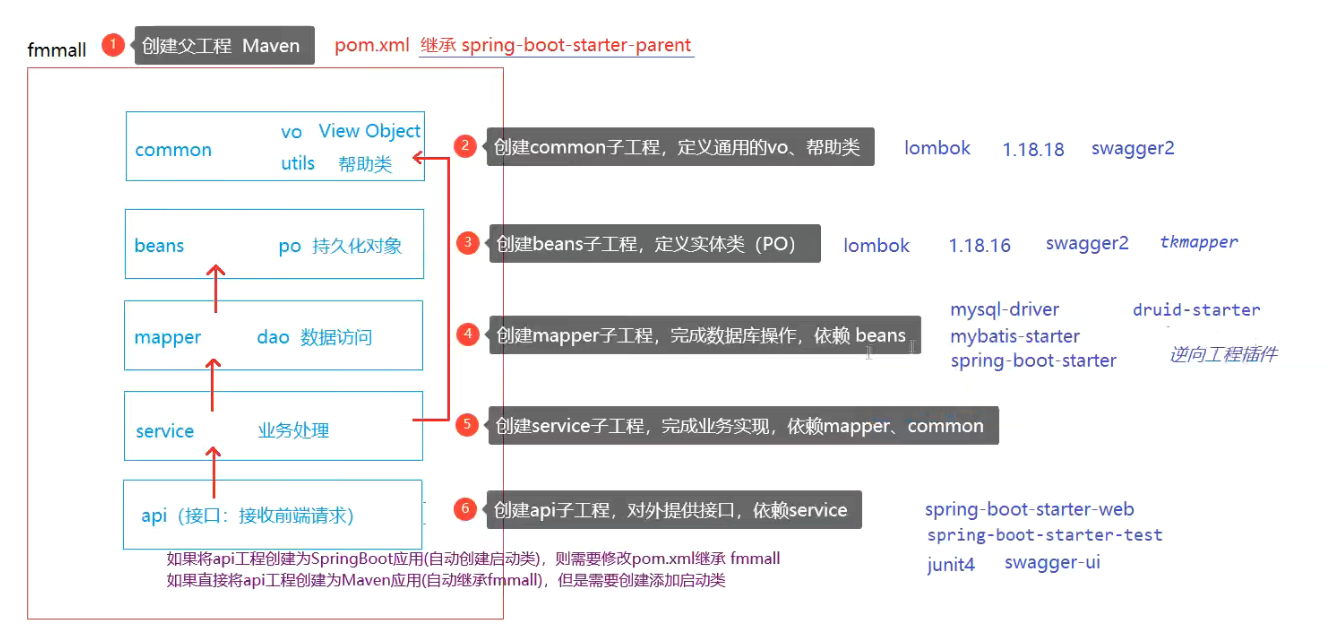 fmmall 1 创建父工程 Maven pom.xml 继承 spring-boot-starter-parent
common vo View Object
utils 帮助类
2 创建common子工程，定义通用的vo、帮助类 lombok 1.18.18 swagger2
beans po 持久化对象
3 创建beans子工程，定义实体类（PO） lombok 1.18.16 swagger2 tkmapper
mapper dao 数据访问
4 创建mapper子工程，完成数据库操作，依赖 beans
mysql-driver druid-starter
mybatis-starter
spring-boot-starter 逆向工程插件
service 业务处理
5 创建service子工程，完成业务实现，依赖mapper、common
api（接口：接收前端请求）
6 创建api子工程，对外提供接口，依赖service
spring-boot-starter-web
spring-boot-starter-test
junit4 swagger-ui
如果将api工程创建为SpringBoot应用(自动创建启动类)，则需要修改pom.xml继承 fmmall
如果直接将api工程创建为Maven应用(自动继承fmmall)，但是需要创建添加启动类